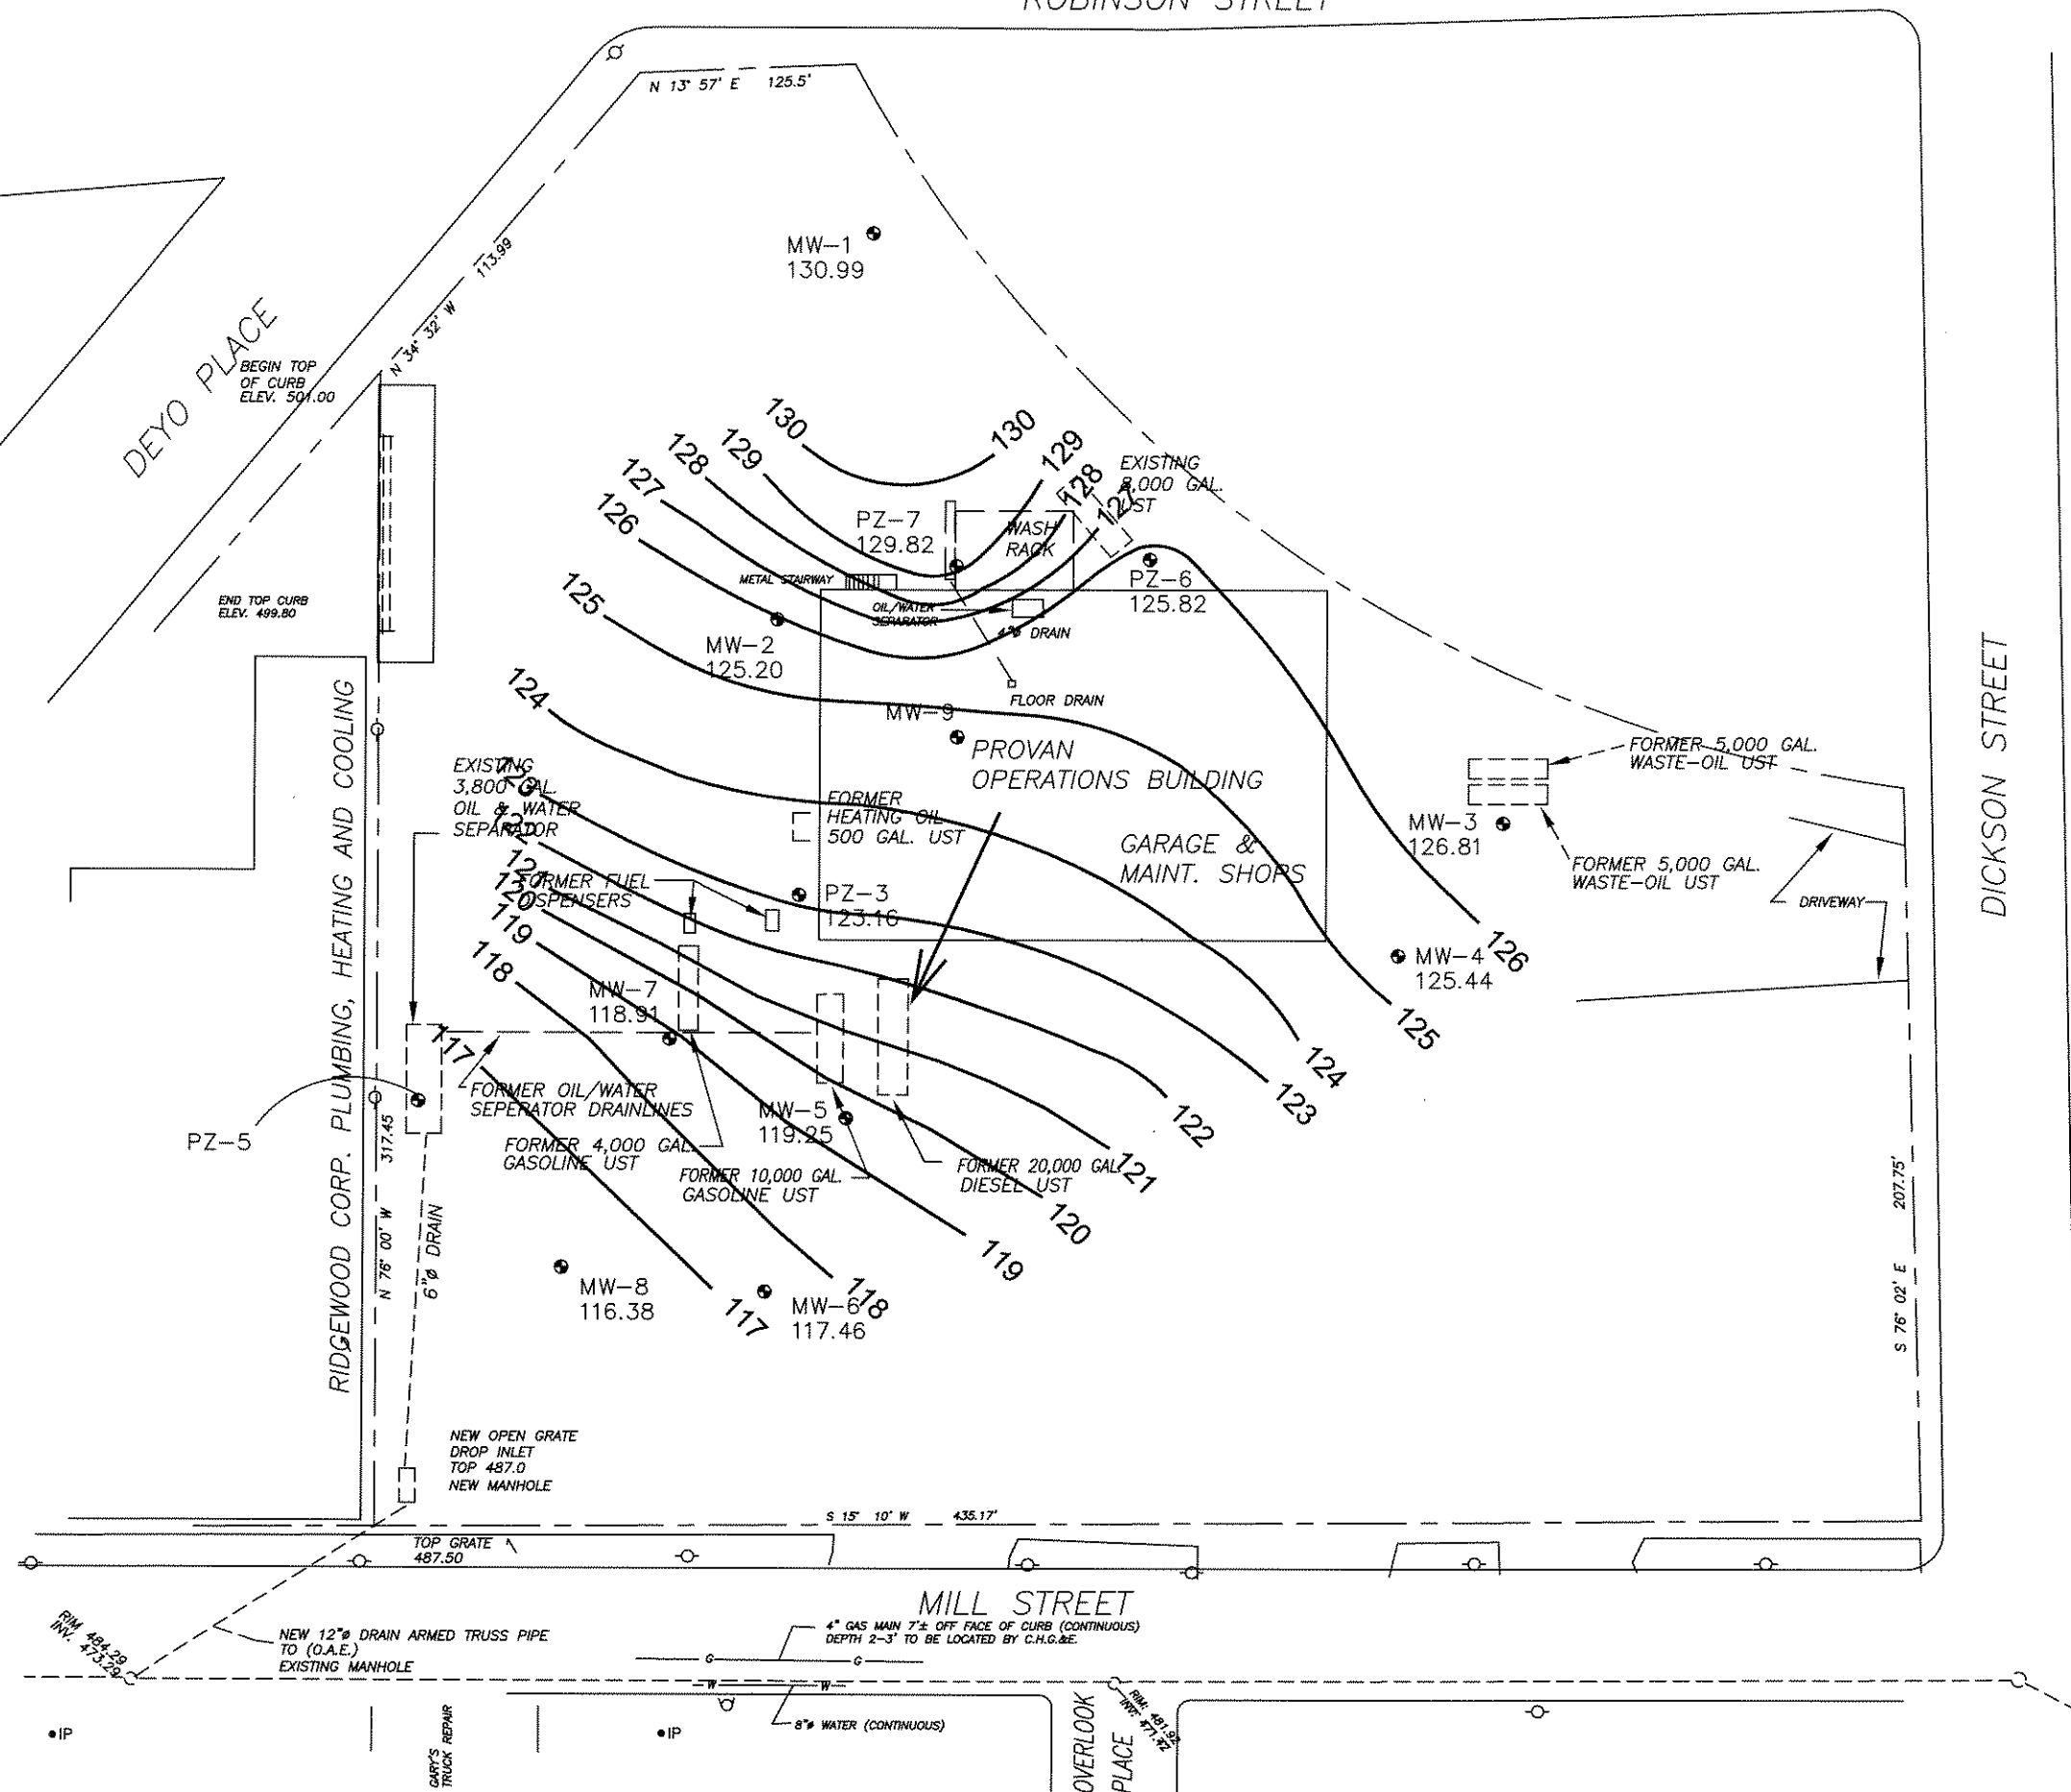 ROBINSON STREET
N 13° 57' E 125.5'
MW-1
130.99
N 34° 32' W 113.99
DEYO PLACE
BEGIN TOP
OF CURB
ELEV. 501.00
END TOP CURB
ELEV. 499.80
130
130
129
129
128
128
127
127
126
125
124
123
122
121
120
119
118
117
EXISTING
8,000 GAL.
UST
PZ-7
129.82
WASH
RACK
METAL STAIRWAY
PZ-6
125.82
OIL/WATER
SEPARATOR
4"ø DRAIN
MW-2
125.20
FLOOR DRAIN
MW-9
PROVAN
OPERATIONS BUILDING
GARAGE &
MAINT. SHOPS
FORMER
HEATING OIL
500 GAL. UST
EXISTING
3,800 GAL.
OIL & WATER
SEPARATOR
FORMER FUEL
DISPENSERS
PZ-3
123.16
FORMER 5,000 GAL.
WASTE-OIL UST
MW-3
126.81
FORMER 5,000 GAL.
WASTE-OIL UST
DRIVEWAY
DICKSON STREET
MW-4
125.44
126
125
124
123
122
121
120
119
118
117
MW-7
118.91
FORMER OIL/WATER
SEPERATOR DRAINLINES
MW-5
119.25
FORMER 4,000 GAL.
GASOLINE UST
FORMER 10,000 GAL.
GASOLINE UST
FORMER 20,000 GAL.
DIESEL UST
PZ-5
RIDGEWOOD CORP. PLUMBING, HEATING AND COOLING
N 76° 00' W 317.45
6"ø DRAIN
MW-8
116.38
MW-6
117.46
S 76° 02' E 207.75'
NEW OPEN GRATE
DROP INLET
TOP 487.0
NEW MANHOLE
S 15° 10' W 435.17'
TOP GRATE
487.50
MILL STREET
4" GAS MAIN 7'± OFF FACE OF CURB (CONTINUOUS)
DEPTH 2-3' TO BE LOCATED BY C.H.G.&E.
RIM 484.29
INV. 473.29
NEW 12"ø DRAIN ARMED TRUSS PIPE
TO (O.A.E.)
EXISTING MANHOLE
G
G
W
W
8"ø WATER (CONTINUOUS)
RIM: 481.92
INV: 471.42
IP
IP
GARY'S
TRUCK REPAIR
OVERLOOK
PLACE